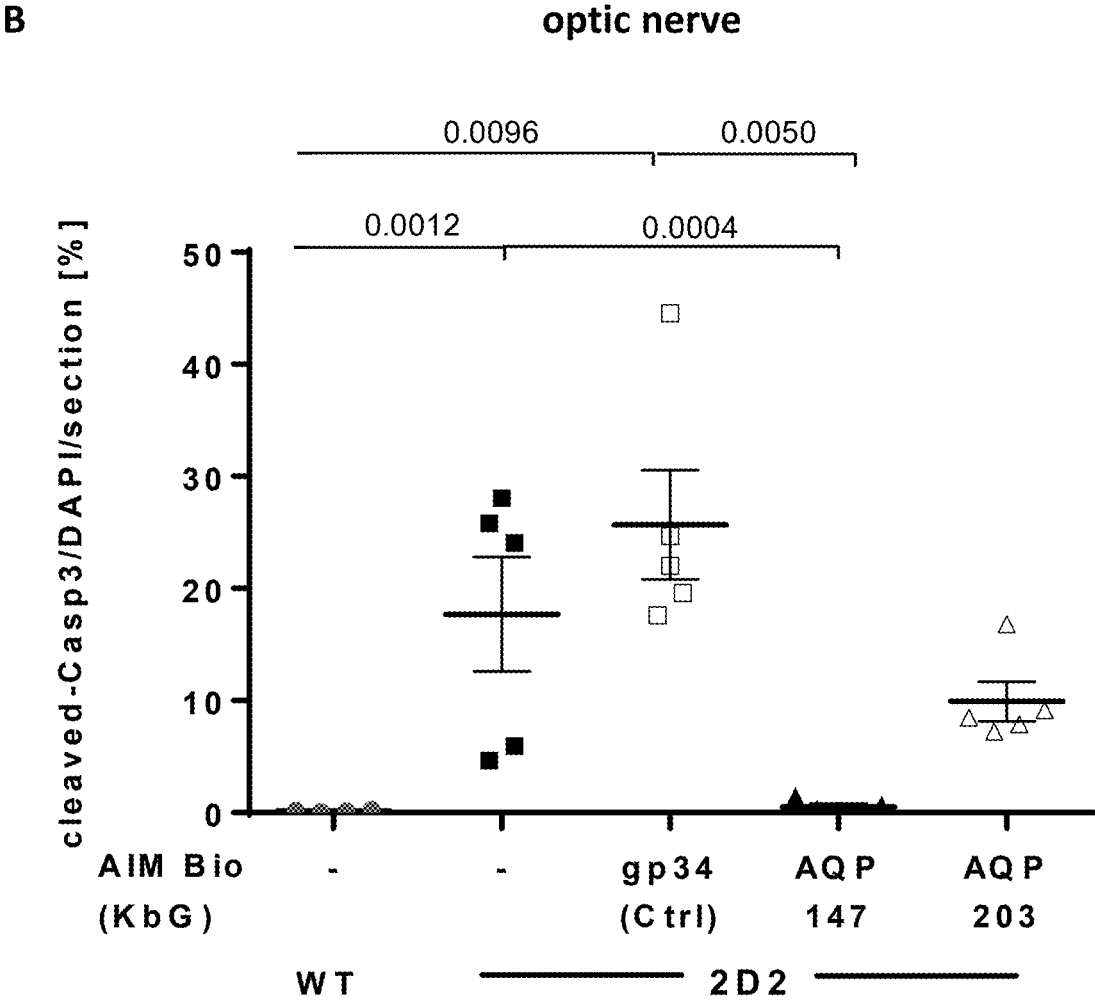 B optic nerve
0.0096 0.0050
0.0012 0.0004
cleaved-Casp3/DAPI/section [%]
50
40
30
20
10
0
AIM Bio - - gp34 AQP AQP
(KbG) (Ctrl) 147 203
WT 2D2